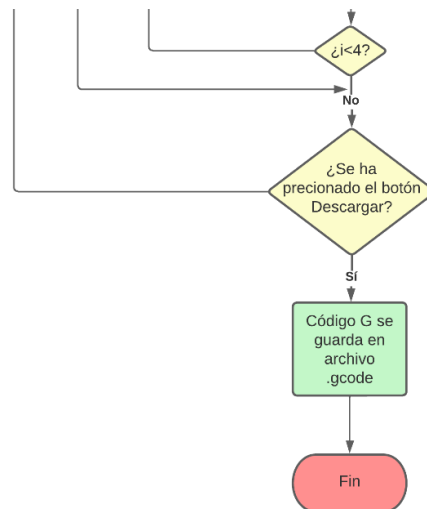 ¿i<4?
No
¿Se ha
precionado el botón
Descargar?
Sí
Código G se
guarda en
archivo
.gcode
Fin